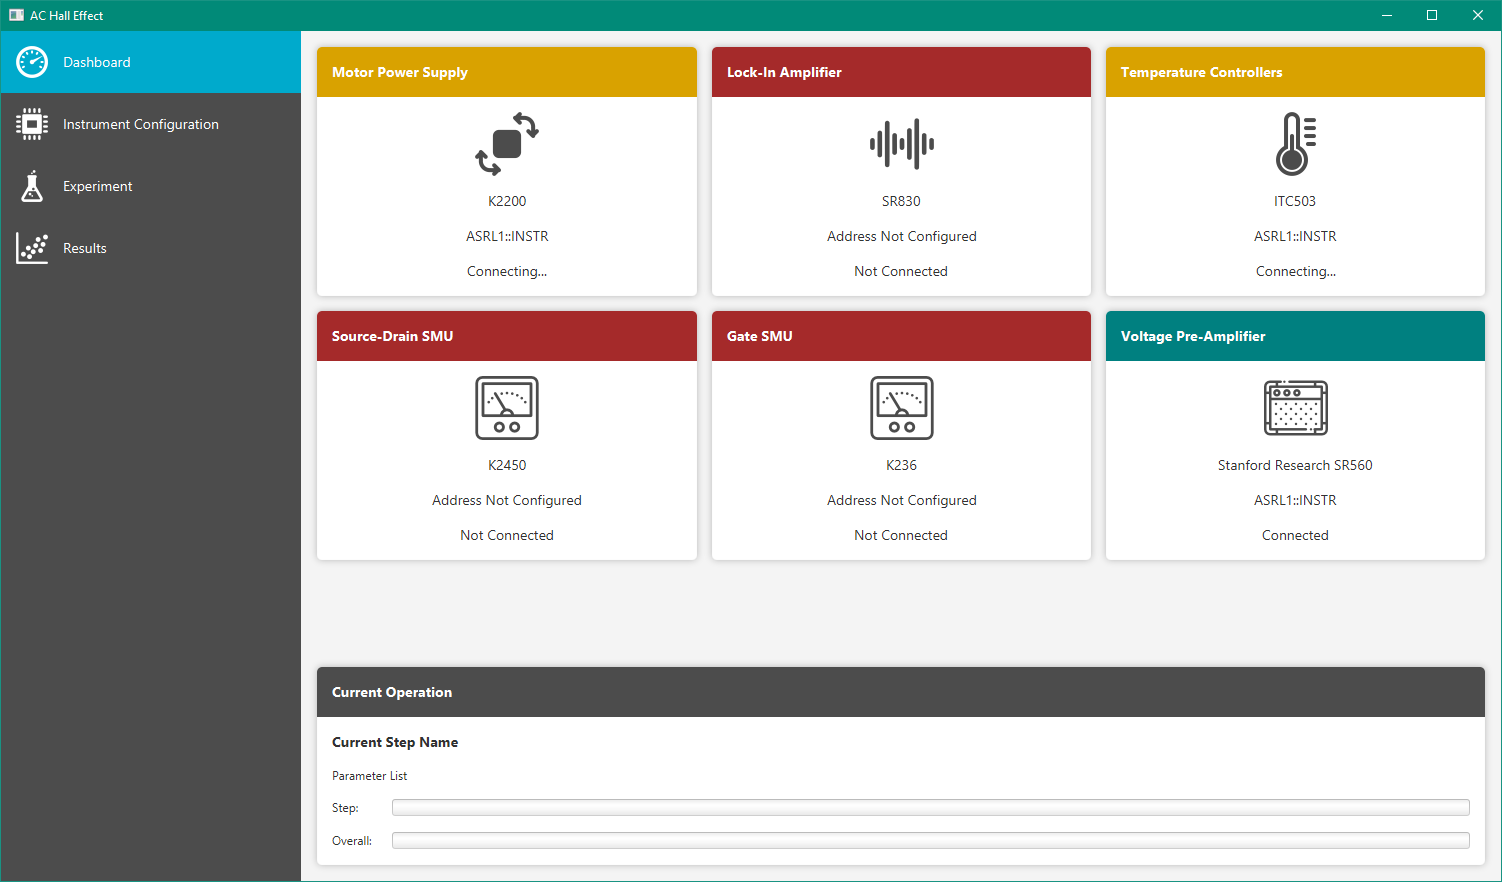 AC Hall Effect
Dashboard
Instrument Configuration
Experiment
Results
Motor Power Supply
K2200
ASRL1::INSTR
Connecting...
Lock-In Amplifier
SR830
Address Not Configured
Not Connected
Temperature Controllers
ITC503
ASRL1::INSTR
Connecting...
Source-Drain SMU
K2450
Address Not Configured
Not Connected
Gate SMU
K236
Address Not Configured
Not Connected
Voltage Pre-Amplifier
Stanford Research SR560
ASRL1::INSTR
Connected
Current Operation
Current Step Name
Parameter List
Step:
Overall: